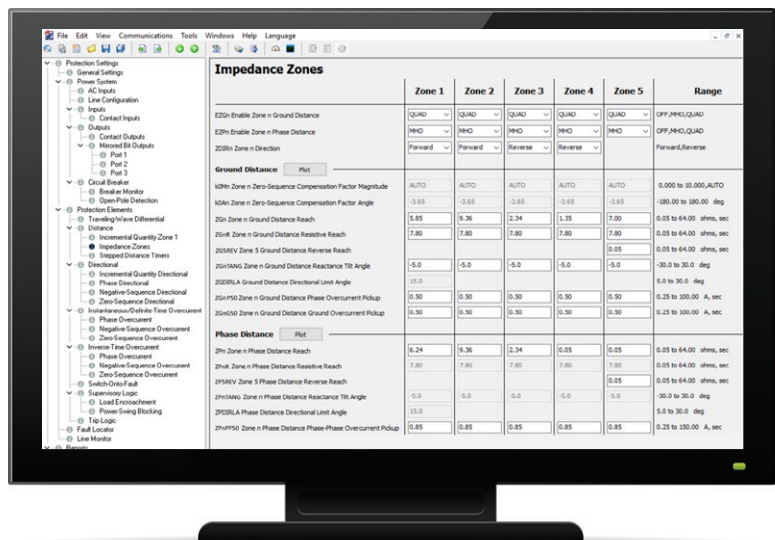 File Edit View Communications Tools Windows Help Language
Protection Settings
General Settings
Power System
AC Inputs
Line Configuration
Inputs
Contact Inputs
Outputs
Contact Outputs
Mirrored Bit Outputs
Port 1
Port 2
Port 3
Circuit Breaker
Breaker Monitor
Open-Pole Detection
Protection Elements
Traveling-Wave Differential
Distance
Incremental Quantity Zone 1
Impedance Zones
Stepped Distance Timers
Directional
Incremental Quantity Directional
Phase Directional
Negative-Sequence Directional
Zero-Sequence Directional
Instantaneous/Definite-Time Overcurrent
Phase Overcurrent
Negative-Sequence Overcurrent
Zero-Sequence Overcurrent
Inverse-Time Overcurrent
Phase Overcurrent
Negative-Sequence Overcurrent
Zero-Sequence Overcurrent
Switch-Onto-Fault
Supervisory Logic
Load Encroachment
Power-Swing Blocking
Trip Logic
Fault Locator
Line Monitor
Reports
Impedance Zones
Zone 1 Zone 2 Zone 3 Zone 4 Zone 5 Range
EZGn Enable Zone n Ground Distance QUAD QUAD QUAD QUAD QUAD OFF,MHO,QUAD
EZPn Enable Zone n Phase Distance MHO MHO MHO MHO MHO OFF,MHO,QUAD
ZDIRn Zone n Direction Forward Forward Reverse Reverse Forward,Reverse
Ground Distance Plot
k0Mn Zone n Zero-Sequence Compensation Factor Magnitude AUTO AUTO AUTO AUTO AUTO 0.000 to 10.000,AUTO
k0An Zone n Zero-Sequence Compensation Factor Angle -3.65 -3.65 -3.65 -3.65 -3.65 -180.00 to 180.00 deg
ZGn Zone n Ground Distance Reach 5.85 9.36 2.34 1.35 7.00 0.05 to 64.00 ohms, sec
ZGnR Zone n Ground Distance Resistive Reach 7.80 7.80 7.80 7.80 7.80 0.05 to 64.00 ohms, sec
ZG5REV Zone 5 Ground Distance Reverse Reach 0.05 0.05 to 64.00 ohms, sec
ZGnTANG Zone n Ground Distance Reactance Tilt Angle -5.0 -5.0 -5.0 -5.0 -5.0 -30.0 to 30.0 deg
ZGDIRLA Ground Distance Directional Limit Angle 15.0 5.0 to 30.0 deg
ZGnP50 Zone n Ground Distance Phase Overcurrent Pickup 0.50 0.50 0.50 0.50 0.50 0.25 to 100.00 A, sec
ZGnG50 Zone n Ground Distance Ground Overcurrent Pickup 0.50 0.50 0.50 0.50 0.50 0.25 to 100.00 A, sec
Phase Distance Plot
ZPn Zone n Phase Distance Reach 6.24 9.36 2.34 0.05 0.05 0.05 to 64.00 ohms, sec
ZPnR Zone n Phase Distance Resistive Reach 7.80 7.80 7.80 7.80 7.80 0.05 to 64.00 ohms, sec
ZP5REV Zone 5 Phase Distance Reverse Reach 0.05 0.05 to 64.00 ohms, sec
ZPnTANG Zone n Phase Distance Reactance Tilt Angle -5.0 -5.0 -5.0 -5.0 -5.0 -30.0 to 30.0 deg
ZPDIRLA Phase Distance Directional Limit Angle 15.0 5.0 to 30.0 deg
ZPnPP50 Zone n Phase Distance Phase-Phase Overcurrent Pickup 0.85 0.85 0.85 0.85 0.85 0.25 to 150.00 A, sec